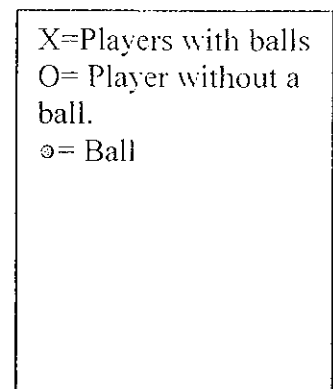 X=Players with balls
O= Player without a
ball.
⊙= Ball